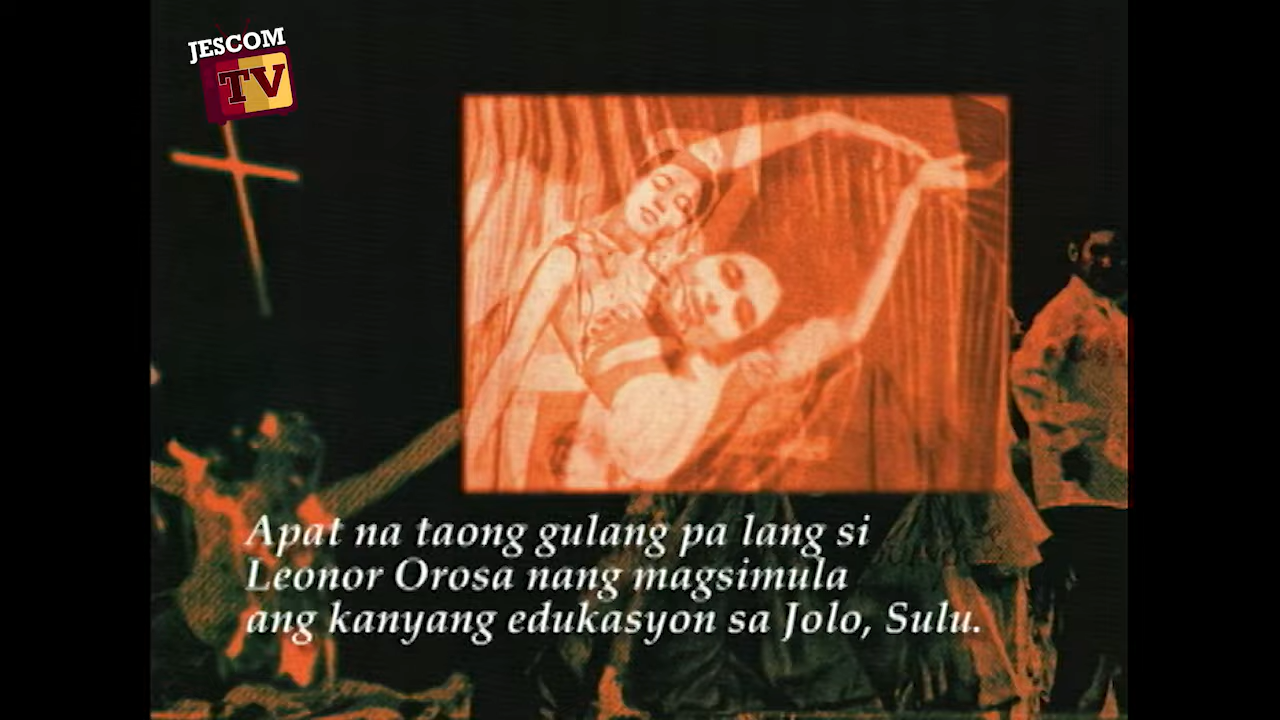 JESCOM
TV
Apat na taong gulang pa lang si
Leonor Orosa nang magsimula
ang kanyang edukasyon sa Jolo, Sulu.